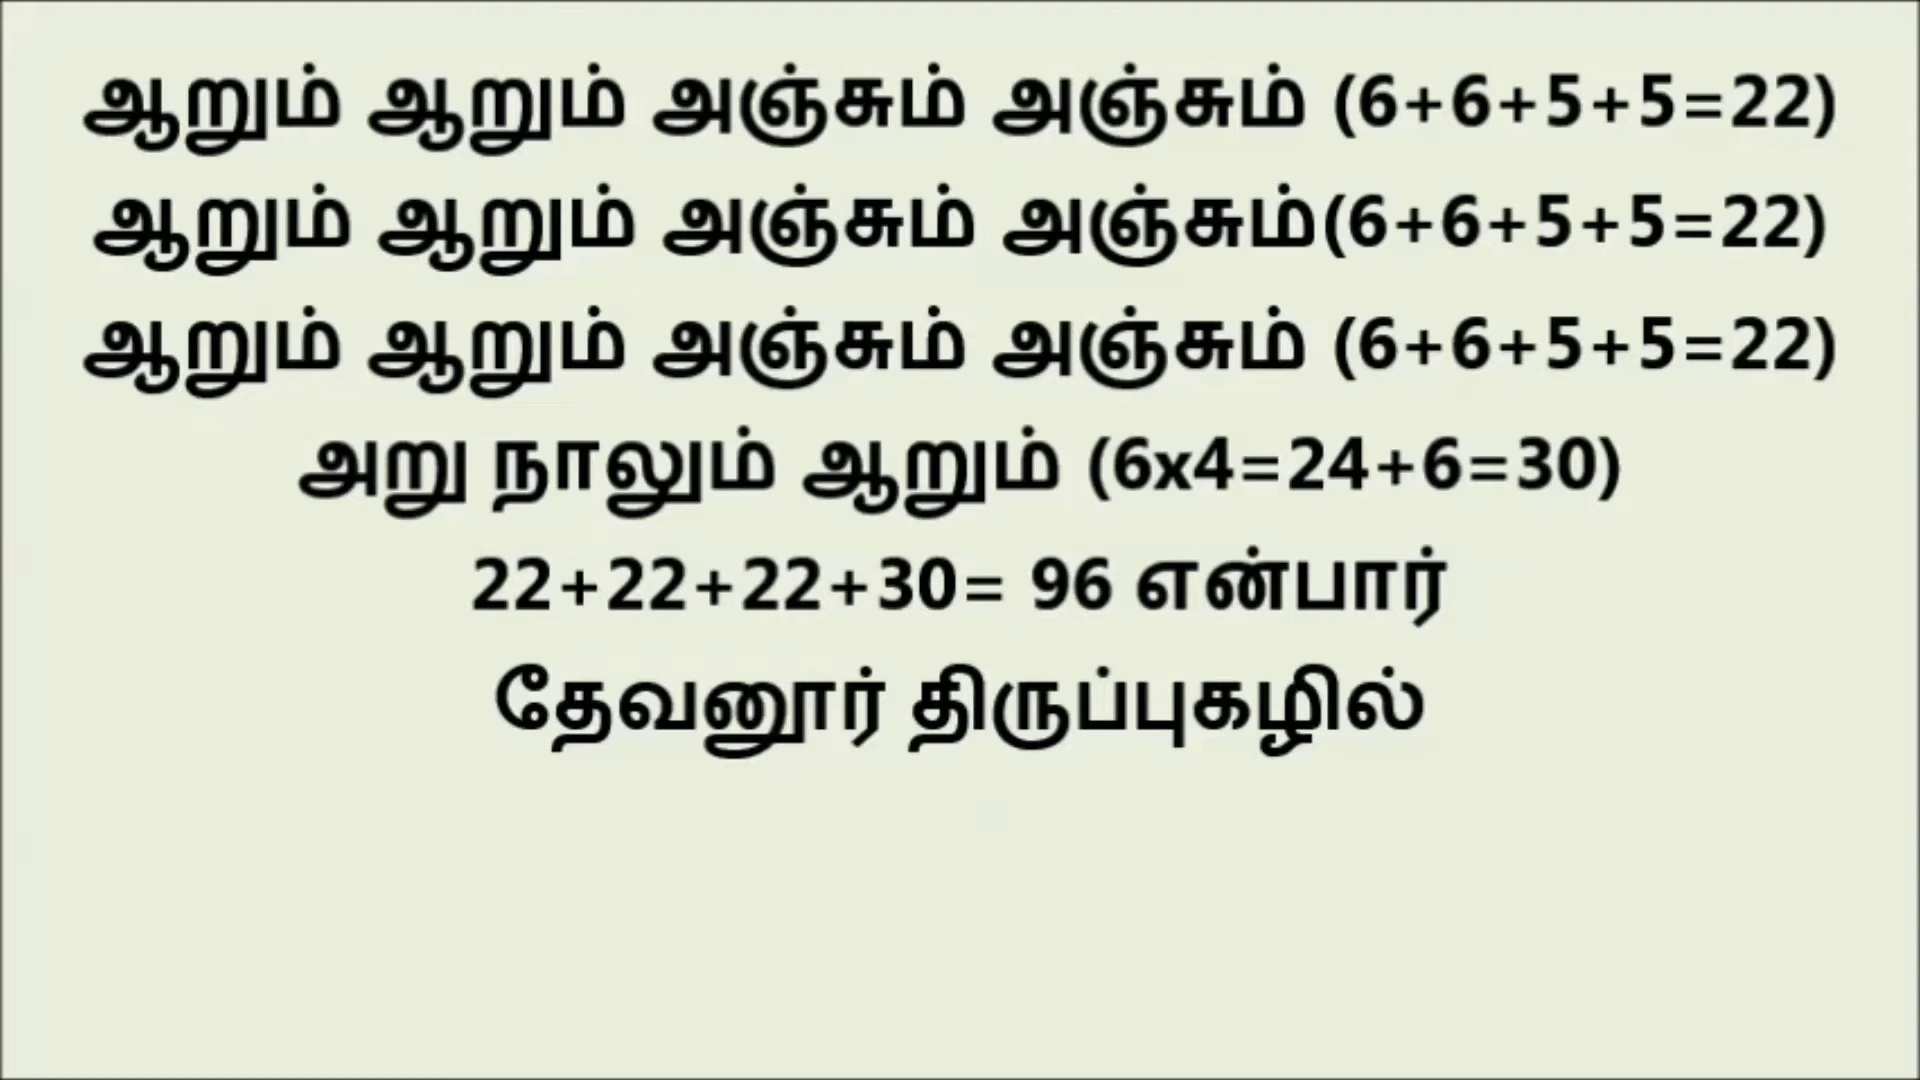 ஆறும் ஆறும் அஞ்சும் அஞ்சும் (6+6+5+5=22)
ஆறும் ஆறும் அஞ்சும் அஞ்சும்(6+6+5+5=22)
ஆறும் ஆறும் அஞ்சும் அஞ்சும் (6+6+5+5=22)
அறு நாலும் ஆறும் (6x4=24+6=30)
22+22+22+30= 96 என்பார்
தேவனூர் திருப்புகழில்